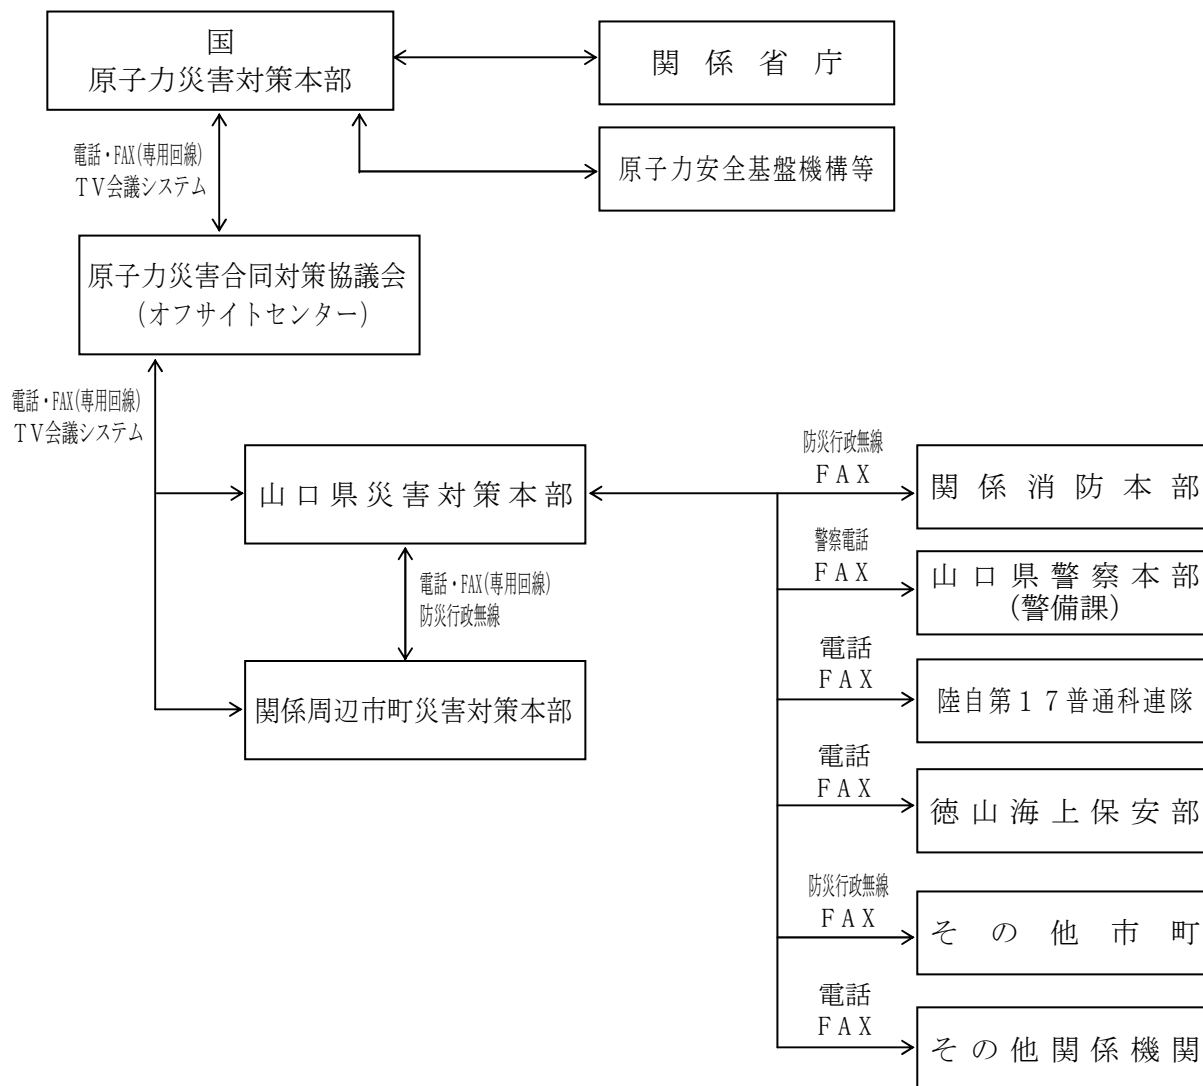 国
原子力災害対策本部
関係省庁
電話・FAX(専用回線)
ＴＶ会議システム
原子力安全基盤機構等
原子力災害合同対策協議会
(オフサイトセンター)
電話・FAX(専用回線)
ＴＶ会議システム
山口県災害対策本部
防災行政無線
ＦＡＸ
関係消防本部
警察電話
ＦＡＸ
山口県警察本部
(警備課)
電話・FAX(専用回線)
防災行政無線
電話
ＦＡＸ
陸自第１７普通科連隊
関係周辺市町災害対策本部
電話
ＦＡＸ
徳山海上保安部
防災行政無線
ＦＡＸ
その他市町
電話
ＦＡＸ
その他関係機関